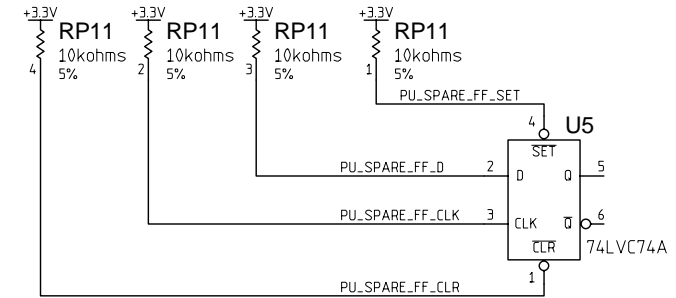 +3.3V +3.3V +3.3V +3.3V
RP11 RP11 RP11 RP11
10kohms 10kohms 10kohms 10kohms
5% 5% 5% 5%
4 2 3 1
PU_SPARE_FF_SET
4 U5
SET
PU_SPARE_FF_D 2 D Q 5
PU_SPARE_FF_CLK 3 CLK Q 6
CLR 74LVC74A
1
PU_SPARE_FF_CLR